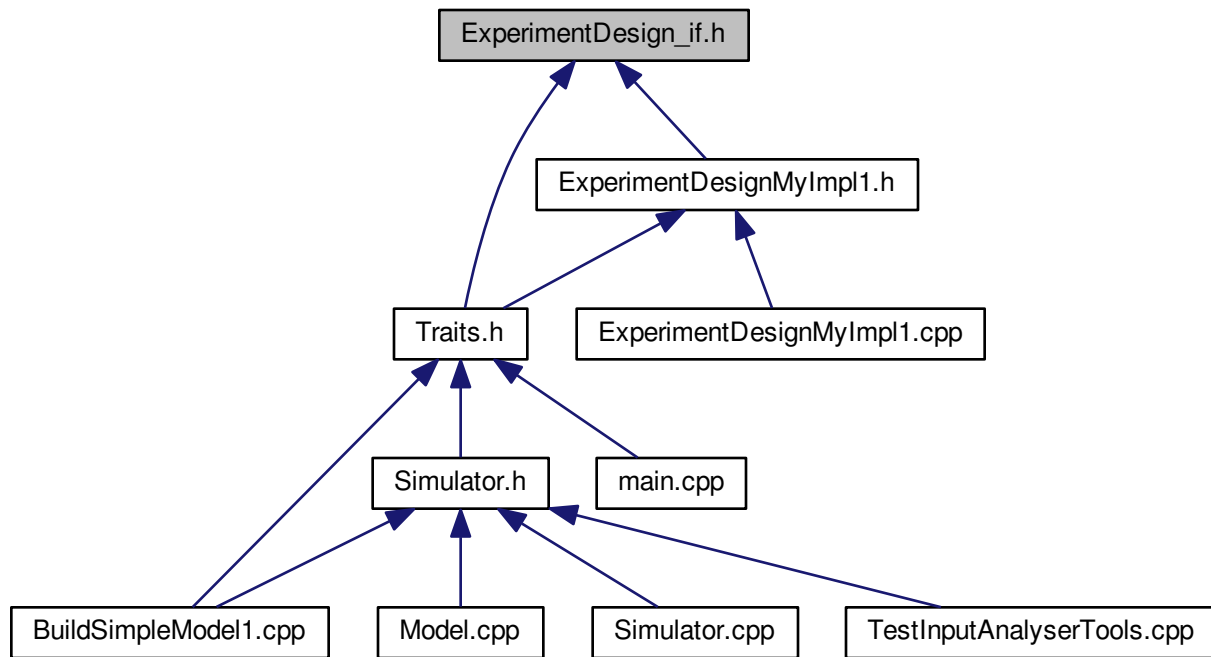 ExperimentDesign_if.h
ExperimentDesignMyImpl1.h
Traits.h
ExperimentDesignMyImpl1.cpp
Simulator.h
main.cpp
BuildSimpleModel1.cpp
Model.cpp
Simulator.cpp
TestInputAnalyserTools.cpp